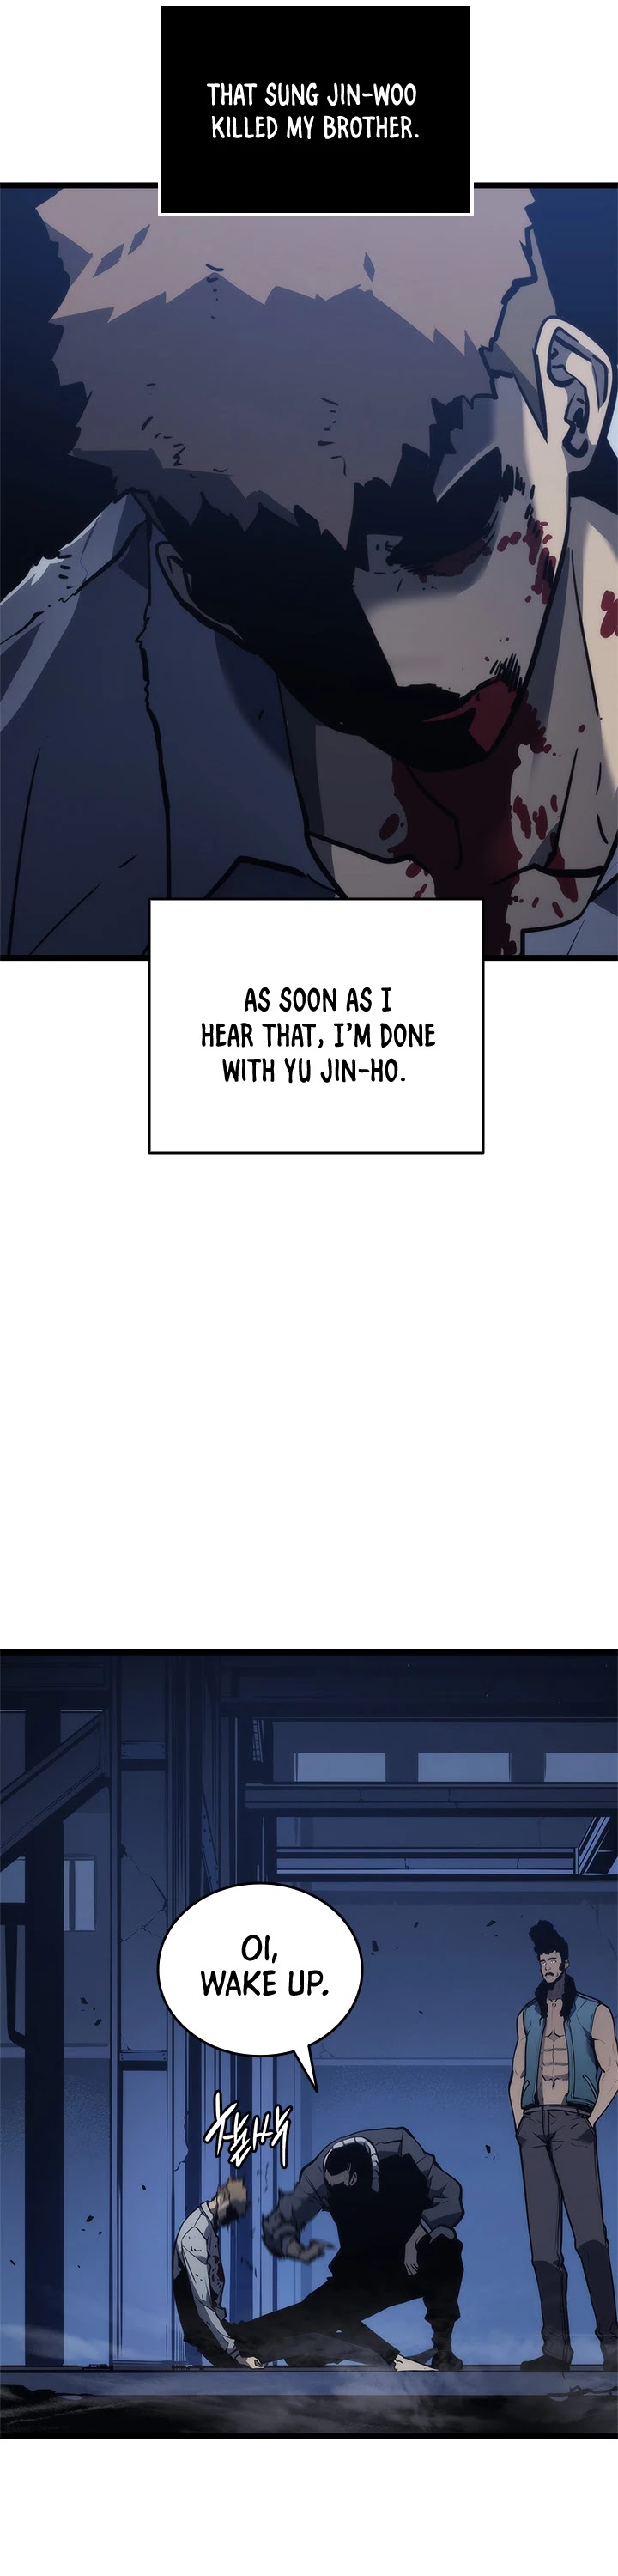 THAT SUNG JIN-WOO
KILLED MY BROTHER.
AS SOON AS I
HEAR THAT, I'M DONE
WITH YU JIN-HO.
OI,
WAKE UP.